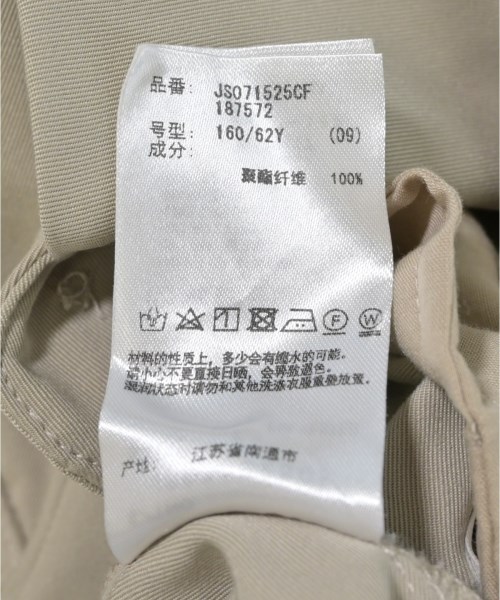 品番: JS071525CF
187572
号型: 160/62Y (09)
成分:
聚酯纤维 100%
F W
材料的性质上，多少会有缩水的可能。
请小心不要直接日晒，会导致退色。
湿润状态时请勿和其他洗涤衣服重叠放置。
产地: 江苏省南通市